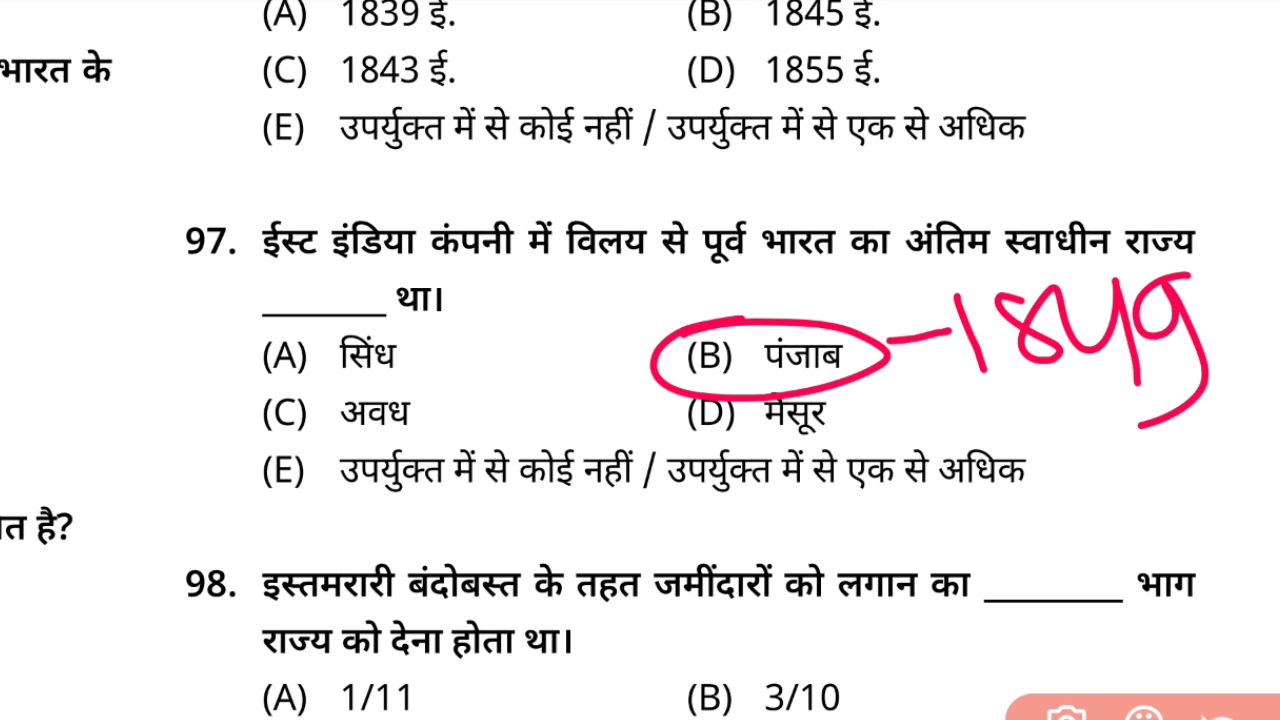 (A) 1839 ई. (B) 1845 ई.
भारत के (C) 1843 ई. (D) 1855 ई.
(E) उपर्युक्त में से कोई नहीं / उपर्युक्त में से एक से अधिक
97. ईस्ट इंडिया कंपनी में विलय से पूर्व भारत का अंतिम स्वाधीन राज्य
_______ था।
(A) सिंध (B) पंजाब – 1849
(C) अवध (D) मैसूर
(E) उपर्युक्त में से कोई नहीं / उपर्युक्त में से एक से अधिक
त है?
98. इस्तमरारी बंदोबस्त के तहत जमींदारों को लगान का ________ भाग
राज्य को देना होता था।
(A) 1/11 (B) 3/10